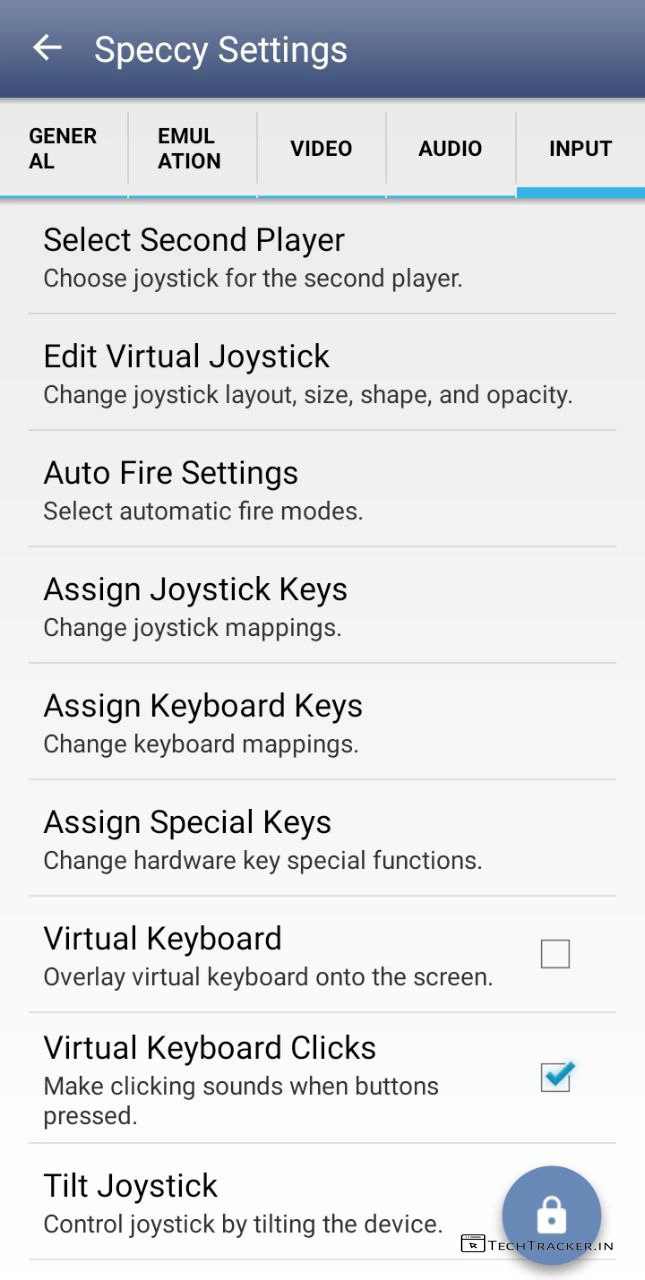 Speccy Settings
GENER
AL
EMUL
ATION
VIDEO
AUDIO
INPUT
Select Second Player
Choose joystick for the second player.
Edit Virtual Joystick
Change joystick layout, size, shape, and opacity.
Auto Fire Settings
Select automatic fire modes.
Assign Joystick Keys
Change joystick mappings.
Assign Keyboard Keys
Change keyboard mappings.
Assign Special Keys
Change hardware key special functions.
Virtual Keyboard
Overlay virtual keyboard onto the screen.
Virtual Keyboard Clicks
Make clicking sounds when buttons
pressed.
Tilt Joystick
Control joystick by tilting the device.
TECHTRACKER.IN